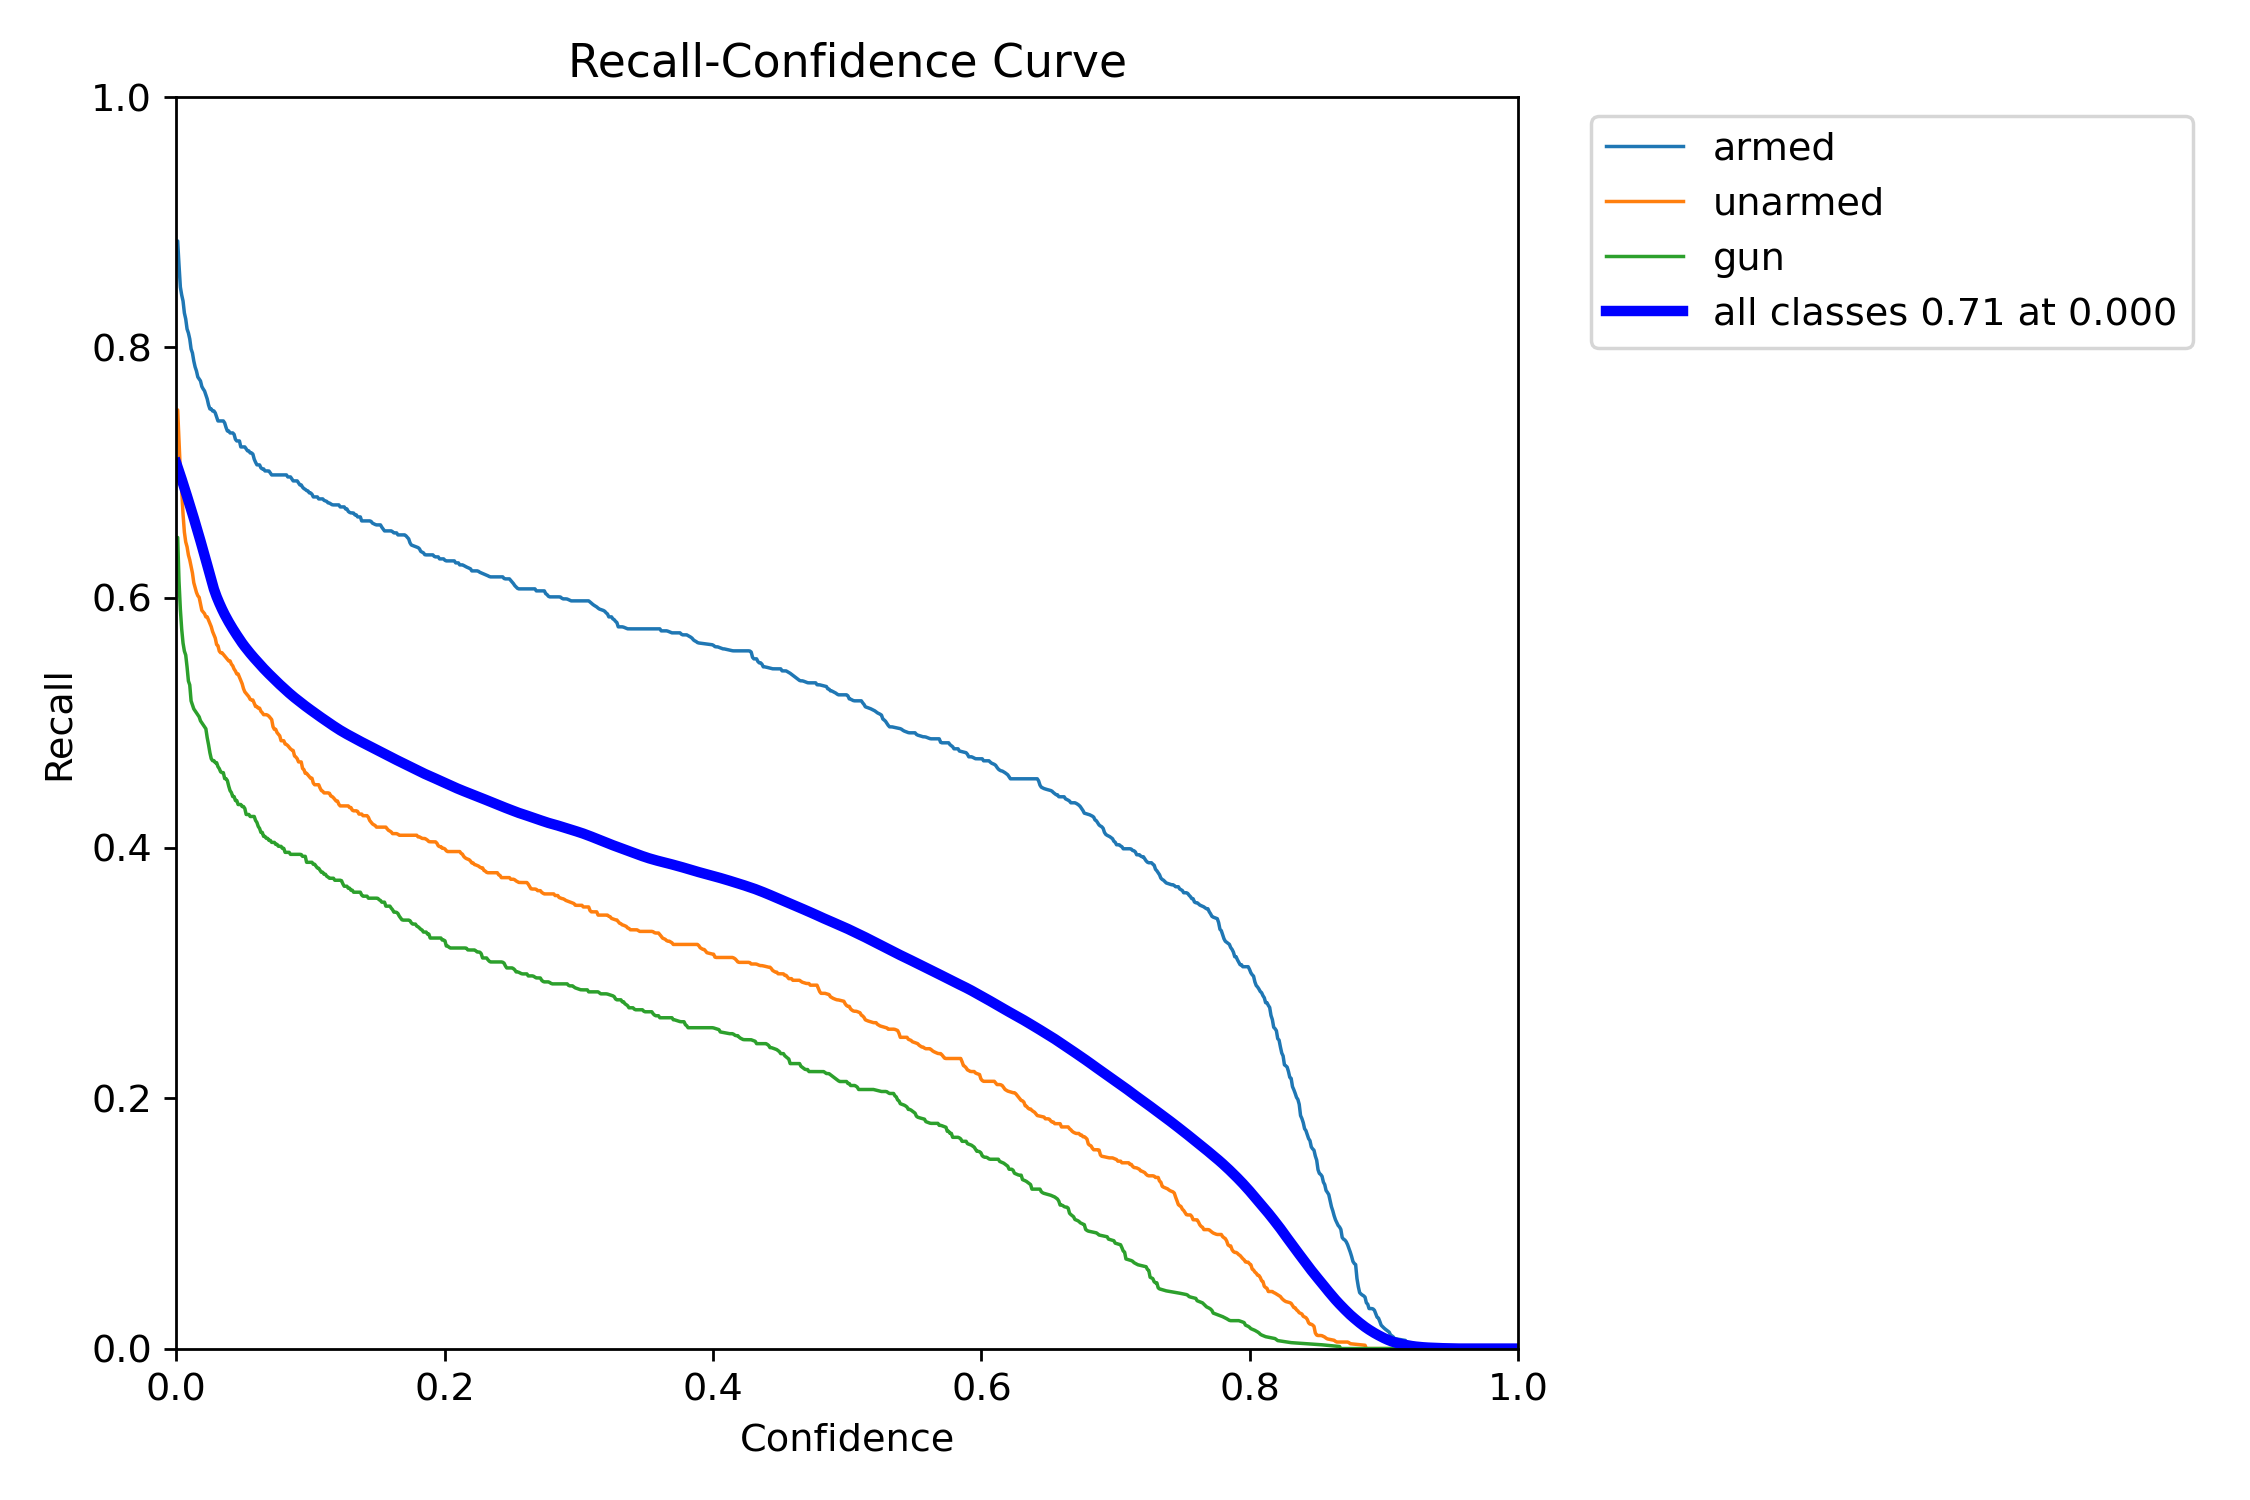 Recall-Confidence Curve
1.0
0.8
0.6
0.4
0.2
0.0
Recall
0.0 0.2 0.4 0.6 0.8 1.0
Confidence
armed
unarmed
gun
all classes 0.71 at 0.000